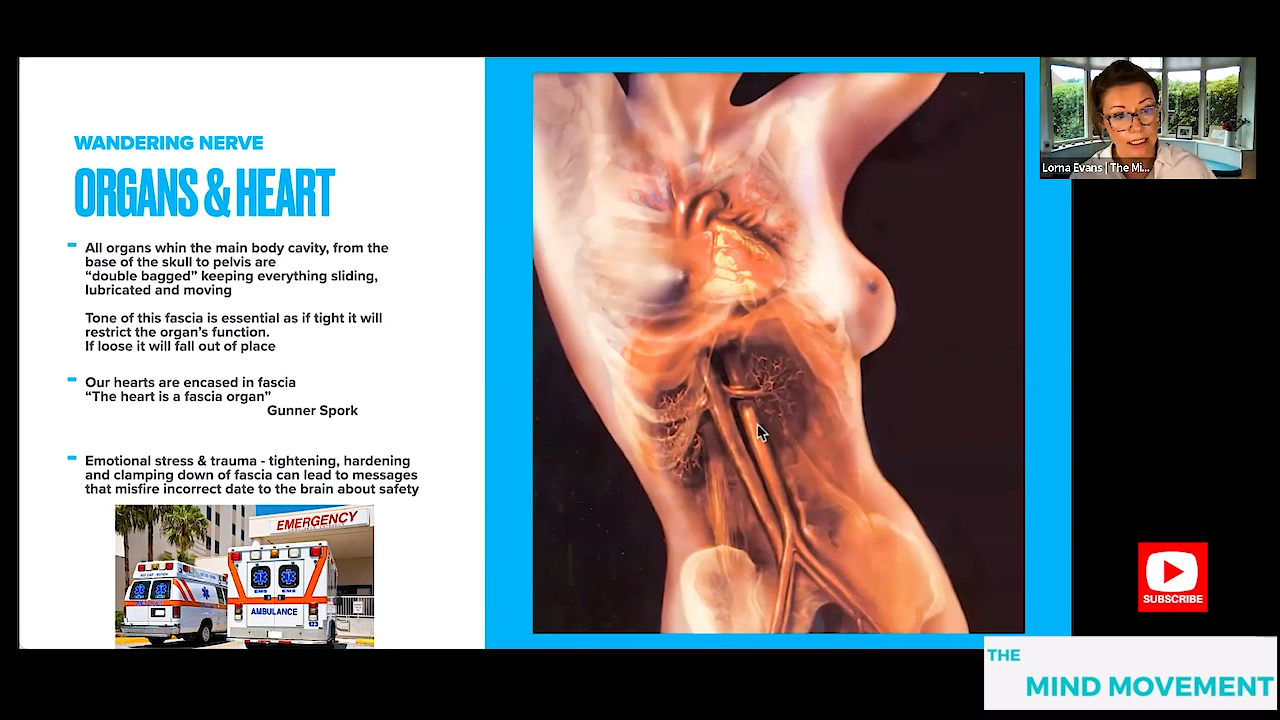 WANDERING NERVE
ORGANS & HEART
All organs whin the main body cavity, from the
base of the skull to pelvis are
“double bagged” keeping everything sliding,
lubricated and moving
Tone of this fascia is essential as if tight it will
restrict the organ’s function.
If loose it will fall out of place
Our hearts are encased in fascia
“The heart is a fascia organ”
Gunner Spork
Emotional stress & trauma - tightening, hardening
and clamping down of fascia can lead to messages
that misfire incorrect date to the brain about safety
EMERGENCY
EMS
EMS
AMBULANCE
Lorna Evans | The Mi...
SUBSCRIBE
THE
MIND MOVEMENT